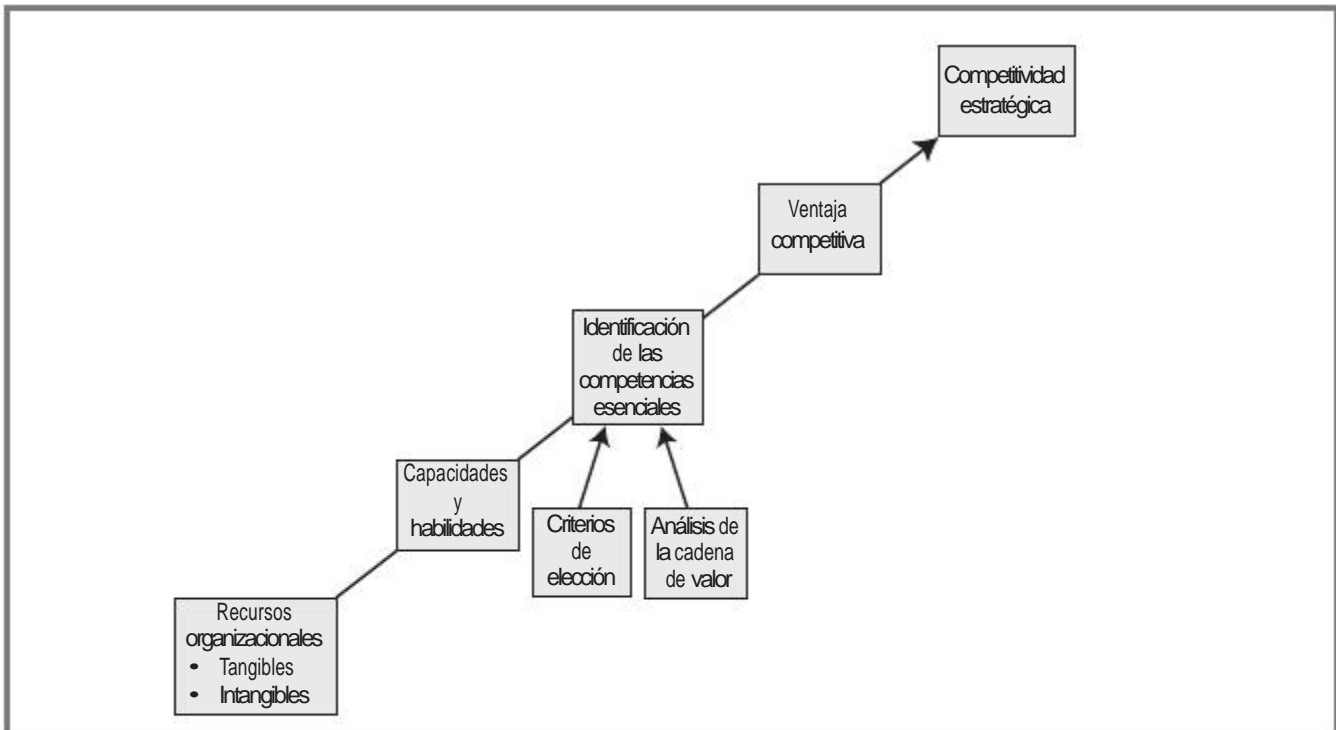 Competitividad
estratégica
Ventaja
competitiva
Identificación
de las
competencias
esenciales
Capacidades
y
habilidades
Criterios
de
elección
Análisis de
la cadena
de valor
Recursos
organizacionales
• Tangibles
• Intangibles